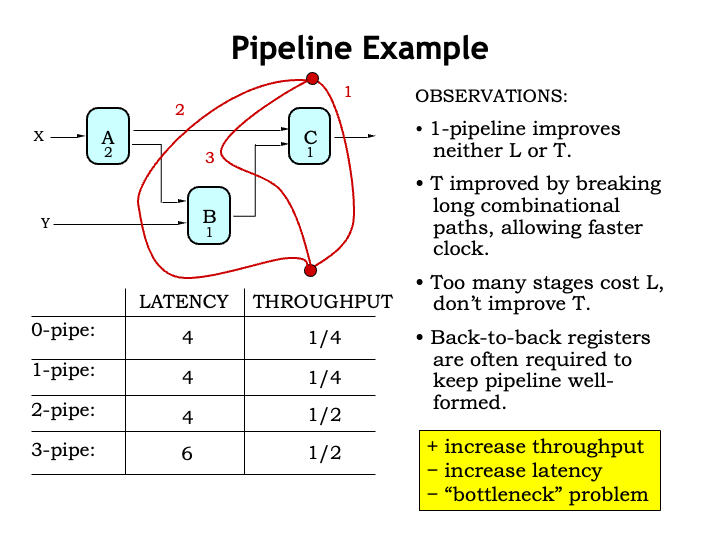 Pipeline Example
X
A
2
2
3
1
C
1
Y
B
1
LATENCY THROUGHPUT
0-pipe: 4 1/4
1-pipe: 4 1/4
2-pipe: 4 1/2
3-pipe: 6 1/2
OBSERVATIONS:
• 1-pipeline improves
neither L or T.
• T improved by breaking
long combinational
paths, allowing faster
clock.
• Too many stages cost L,
don’t improve T.
• Back-to-back registers
are often required to
keep pipeline well-
formed.
+ increase throughput
− increase latency
− “bottleneck” problem